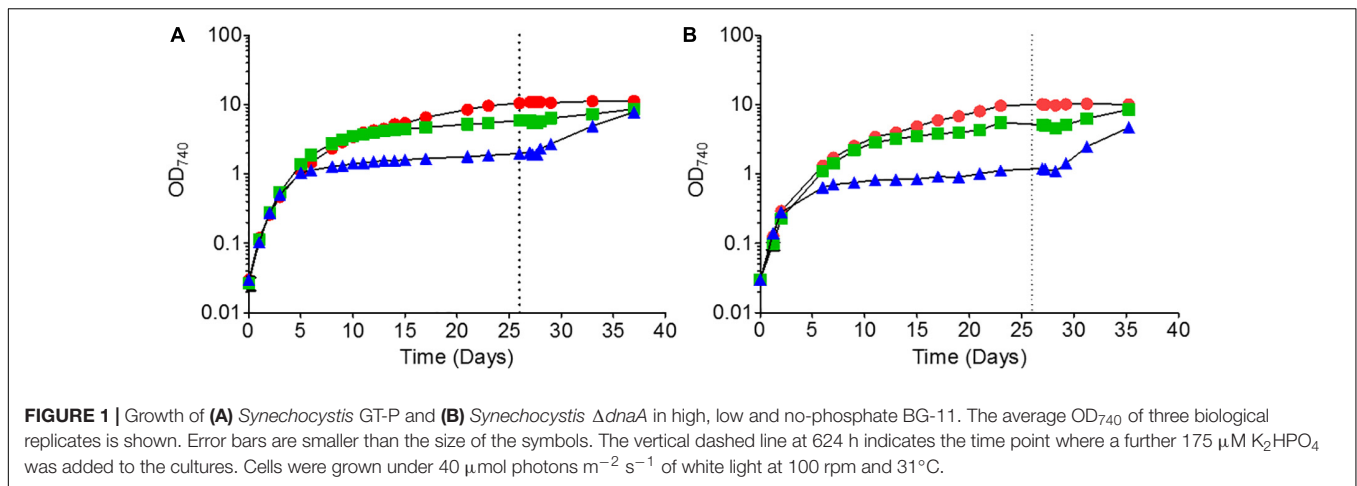 A
B
100
10
1
0.1
0.01
OD740
0 5 10 15 20 25 30 35 40
Time (Days)
100
10
1
0.1
0.01
OD740
0 5 10 15 20 25 30 35 40
Time (Days)
FIGURE 1 | Growth of (A) Synechocystis GT-P and (B) Synechocystis ΔdnaA in high, low and no-phosphate BG-11. The average OD740 of three biological
replicates is shown. Error bars are smaller than the size of the symbols. The vertical dashed line at 624 h indicates the time point where a further 175 μM K2HPO4
was added to the cultures. Cells were grown under 40 μmol photons m−2 s−1 of white light at 100 rpm and 31°C.